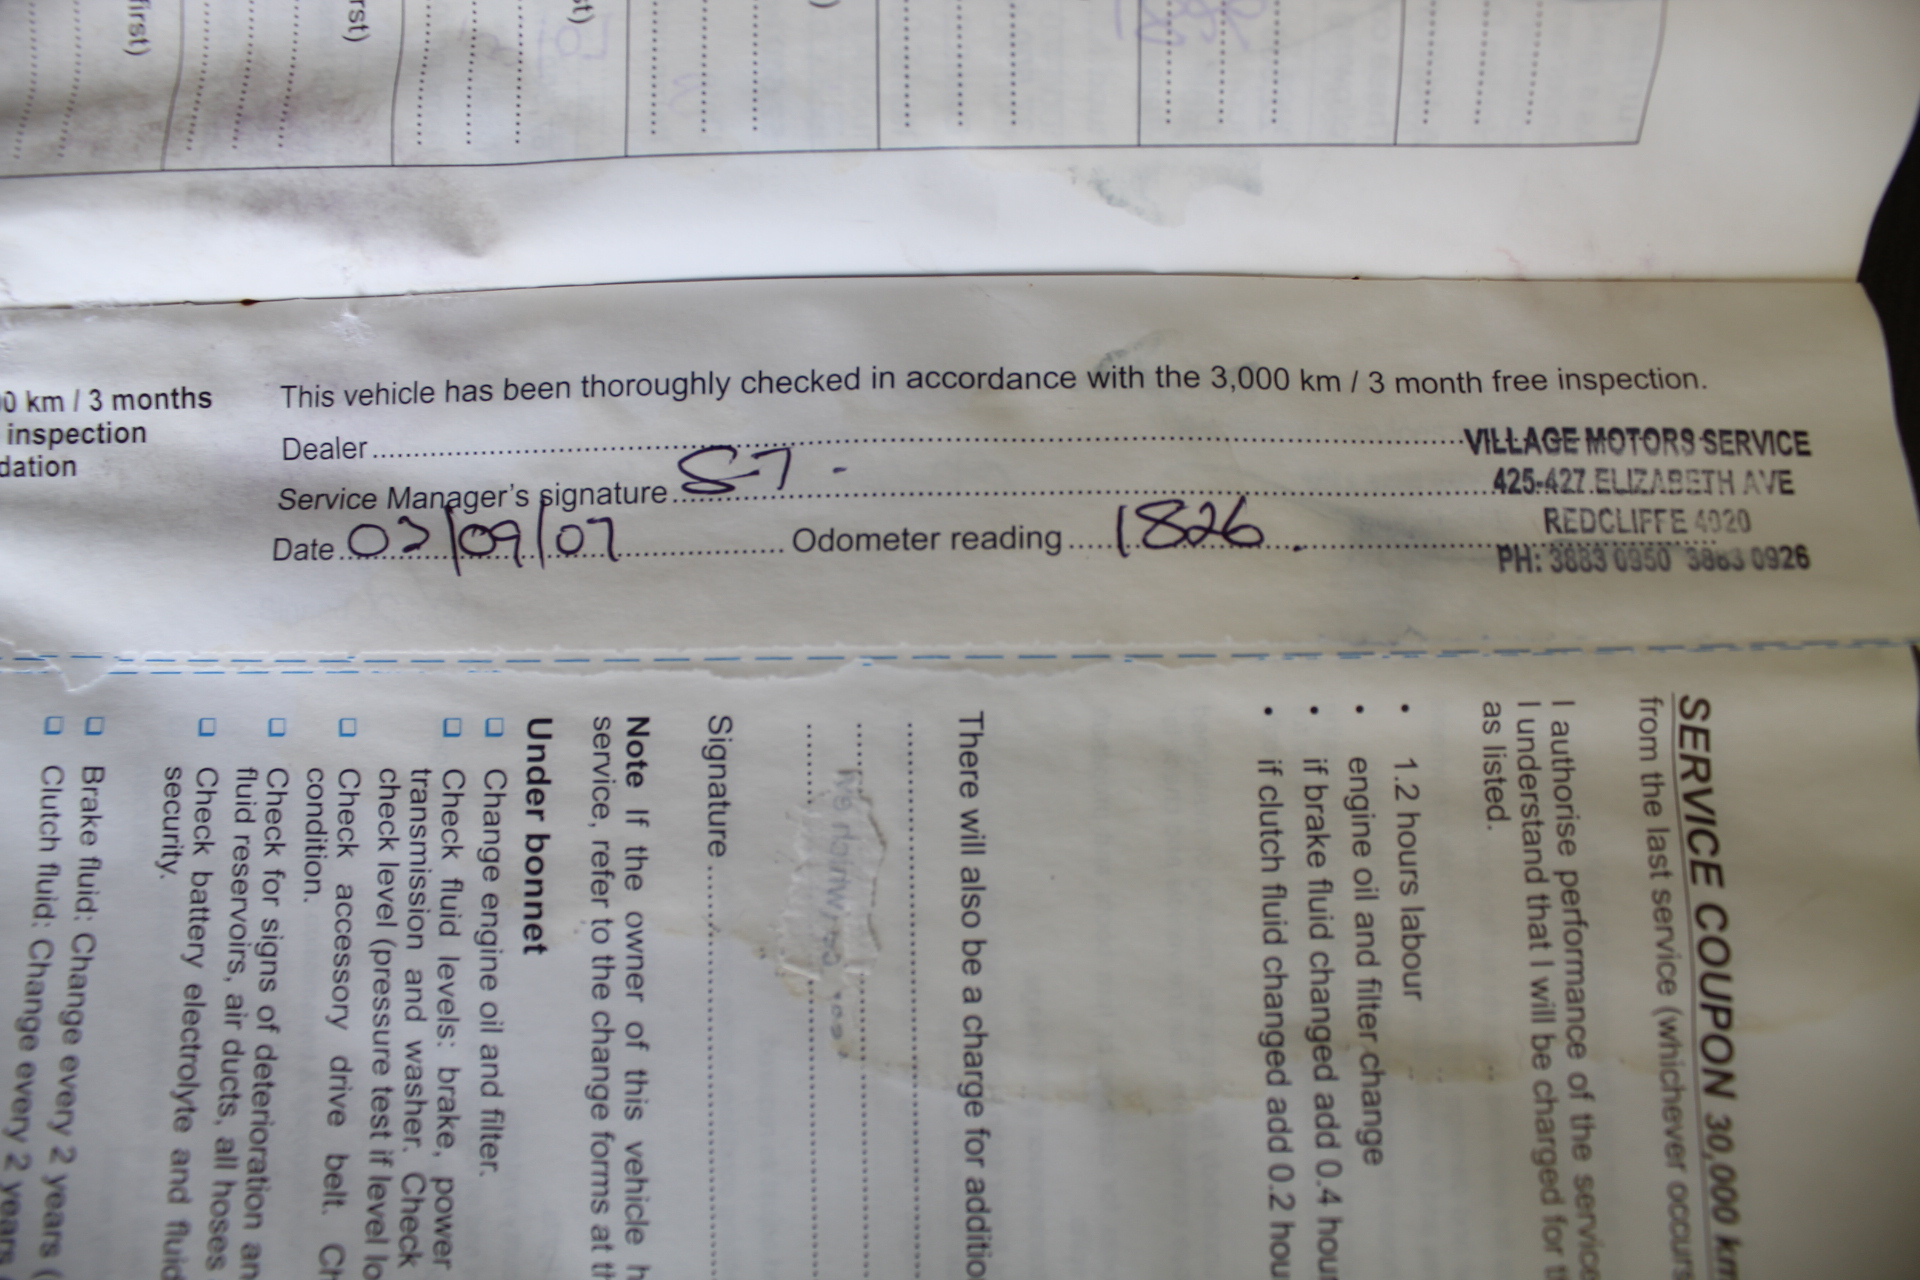 first)
rst)
st)
0 km / 3 months
inspection
dation
This vehicle has been thoroughly checked in accordance with the 3,000 km / 3 month free inspection.
Dealer VILLAGE MOTORS SERVICE
425-427 ELIZABETH AVE
Service Manager's signature
REDCLIFFE 4020
Date 07/09/07 Odometer reading 1826.
PH: 3883 0950 3883 0926
SERVICE COUPON 30,000 km
from the last service (whichever occurs
I authorise performance of the service
I understand that I will be charged for
as listed.
• 1.2 hours labour
• engine oil and filter change
• if brake fluid changed add 0.4 hour
• if clutch fluid changed add 0.2 hou
There will also be a charge for additio
Signature
Note If the owner of this vehicle h
service, refer to the change forms at th
Under bonnet
Change engine oil and filter.
Check fluid levels: brake, power
transmission and washer. Check
check level (pressure test if level lo
Check accessory drive belt. Ch
condition.
Check for signs of deterioration an
fluid reservoirs, air ducts, all hoses
Check battery electrolyte and fluid
security.
Brake fluid: Change every 2 years (
Clutch fluid: Change every 2 years